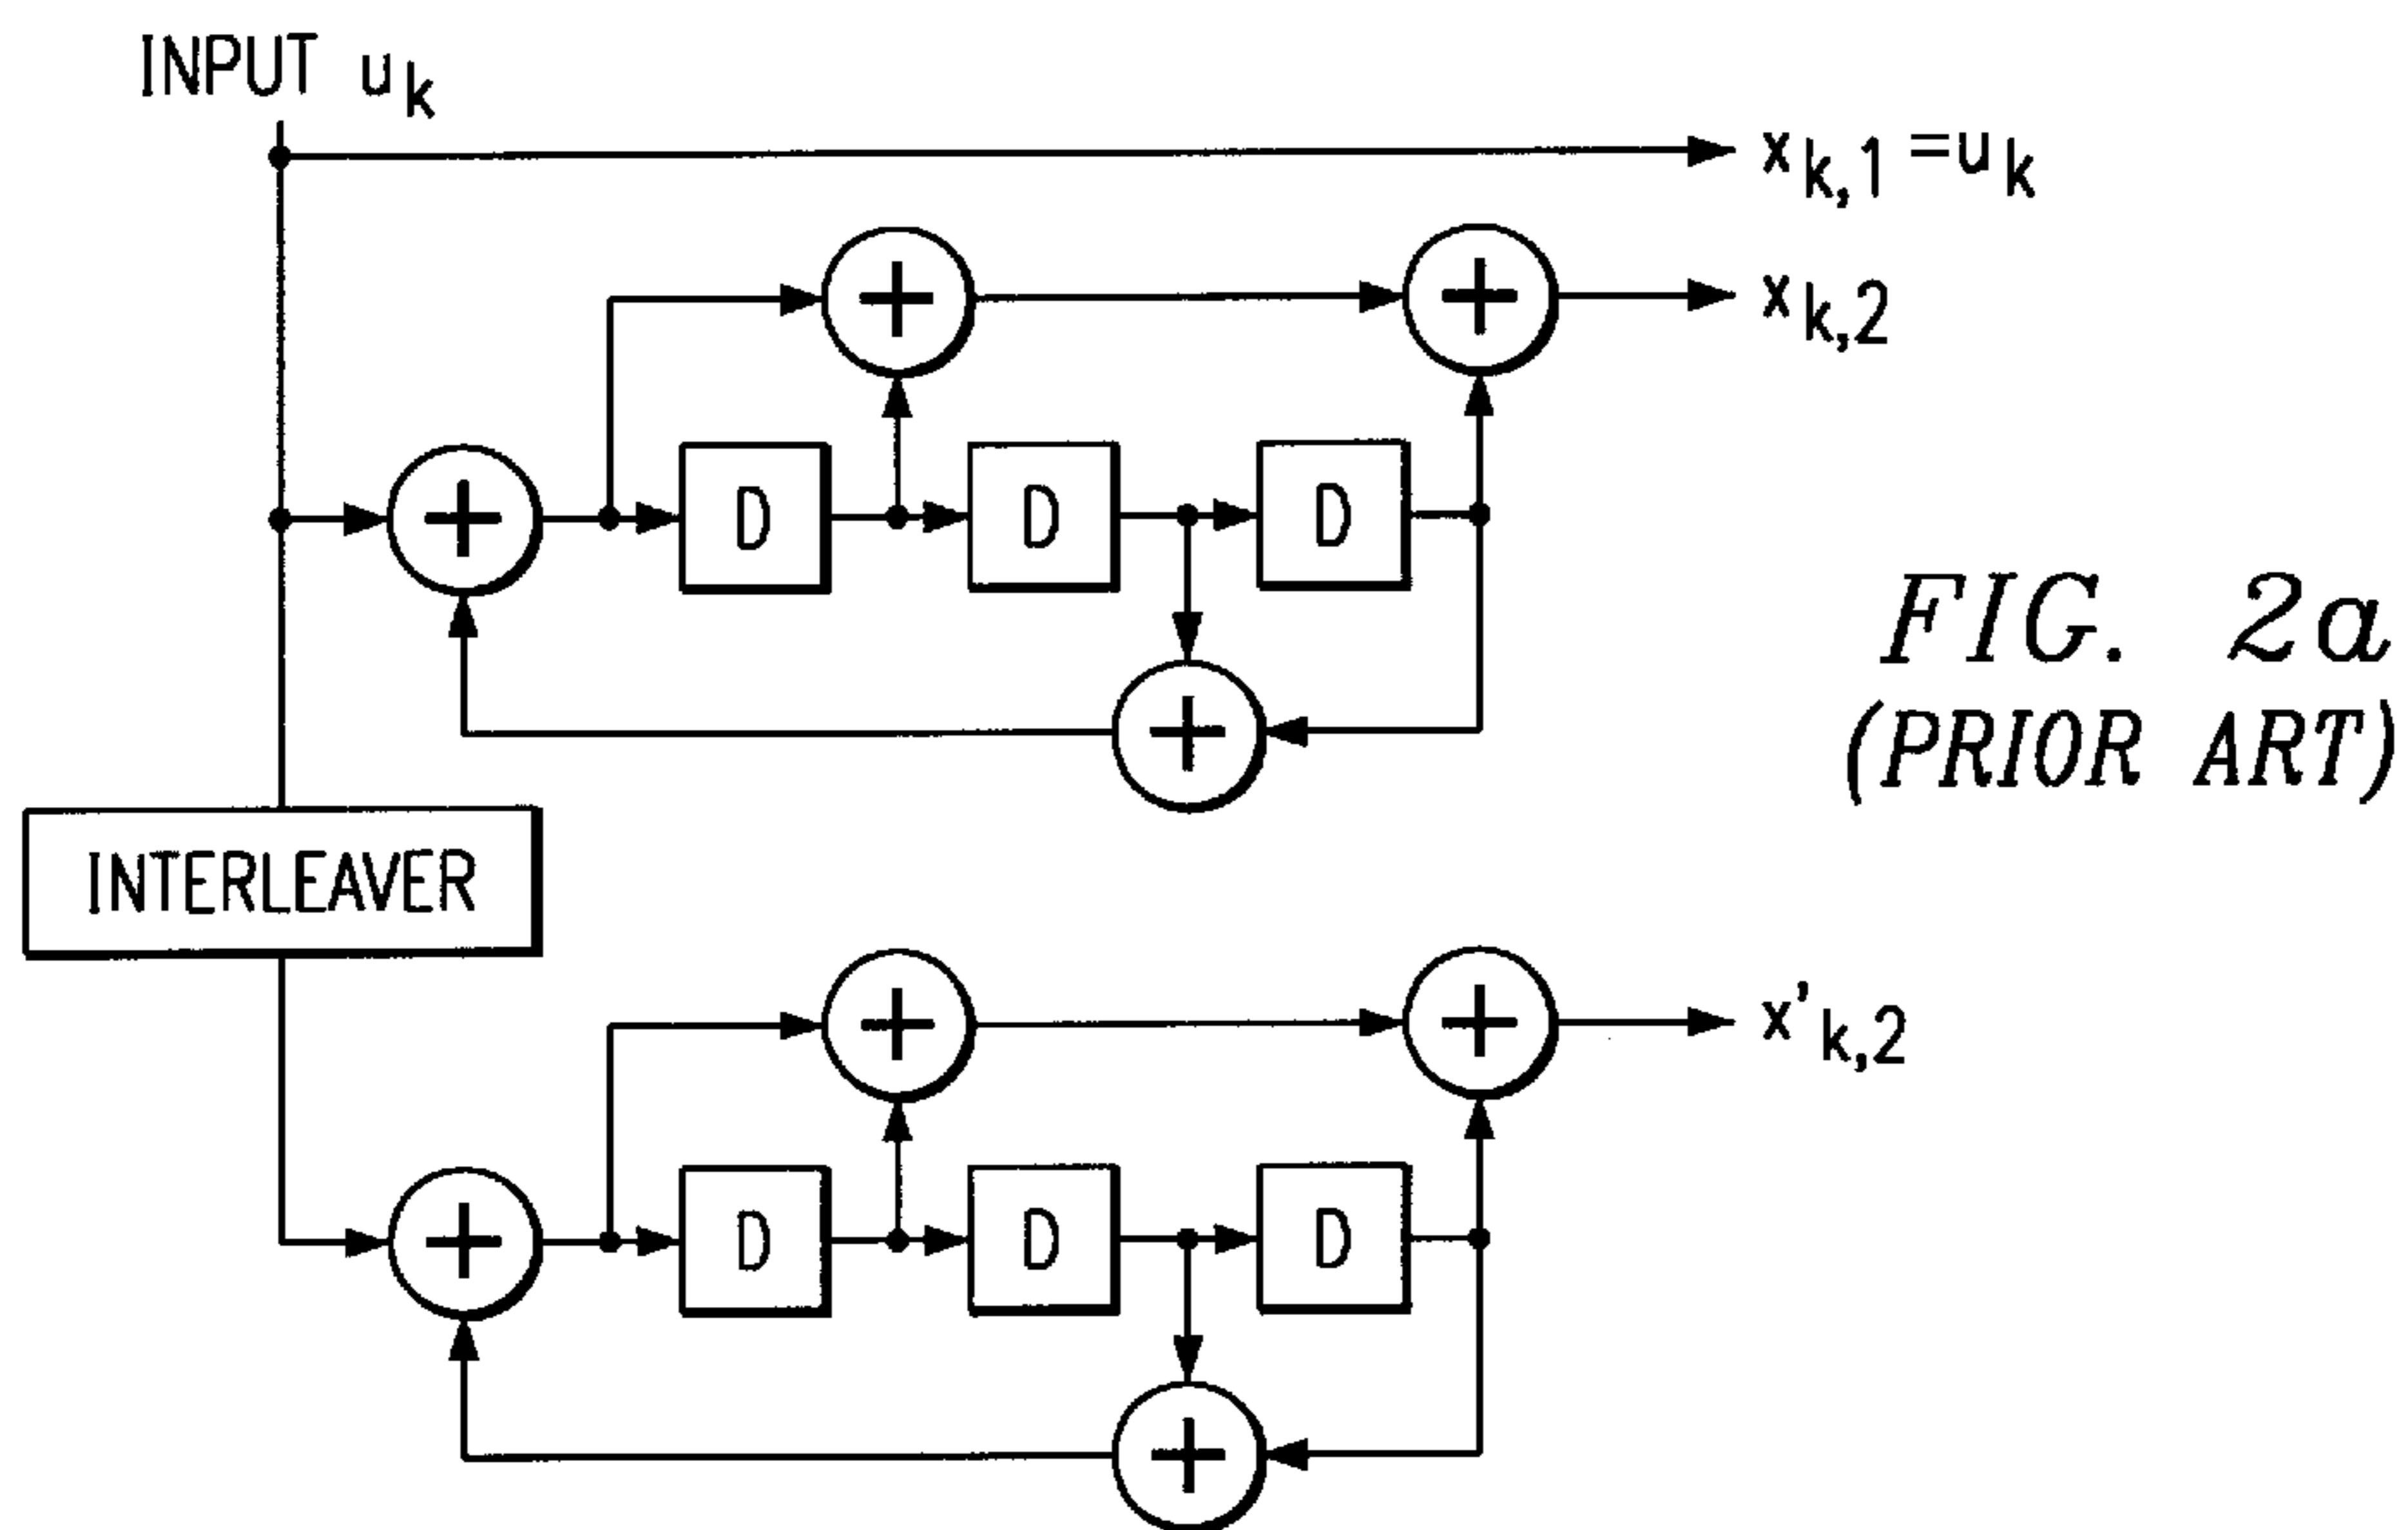 INPUT u_k
x_k,1 = u_k
x_k,2
+ +
+ D D D
+
FIG. 2a
(PRIOR ART)
INTERLEAVER
x'_k,2
+ +
+ D D D
+